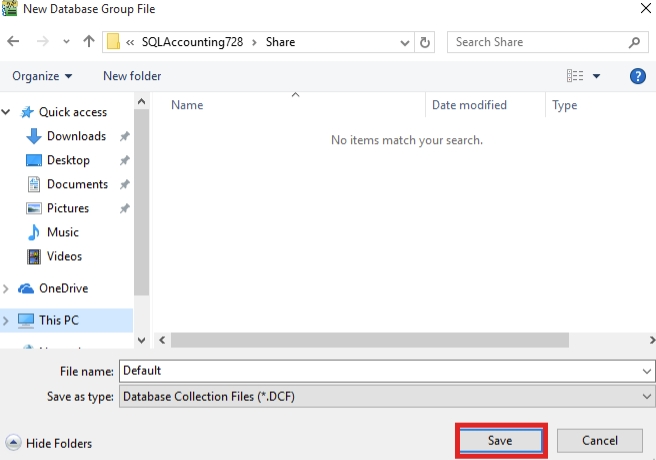 New Database Group File
« SQLAccounting728 > Share
Search Share
Organize
New folder
Name
Date modified
Type
No items match your search.
Quick access
Downloads
Desktop
Documents
Pictures
Music
Videos
OneDrive
This PC
File name: Default
Save as type: Database Collection Files (*.DCF)
Hide Folders
Save
Cancel